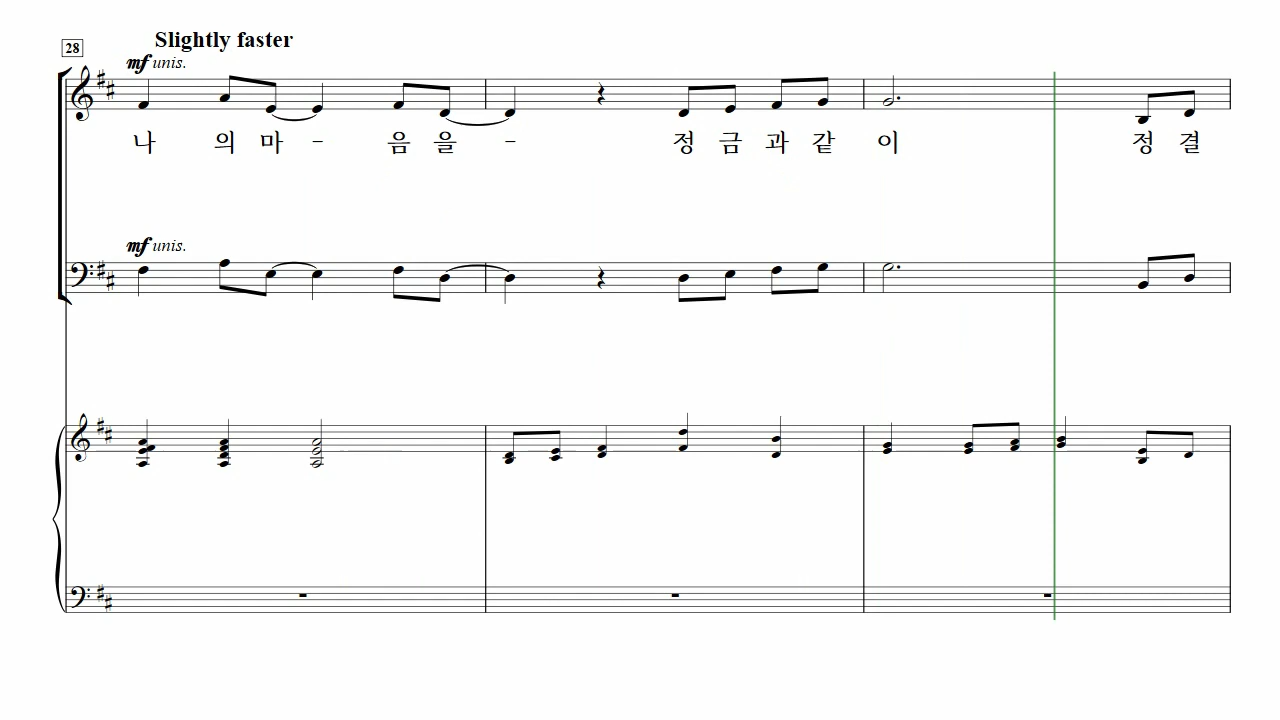 28
Slightly faster
mf unis.
나 의 마 - 음 을 - 정 금 과 같 이 정 결
mf unis.